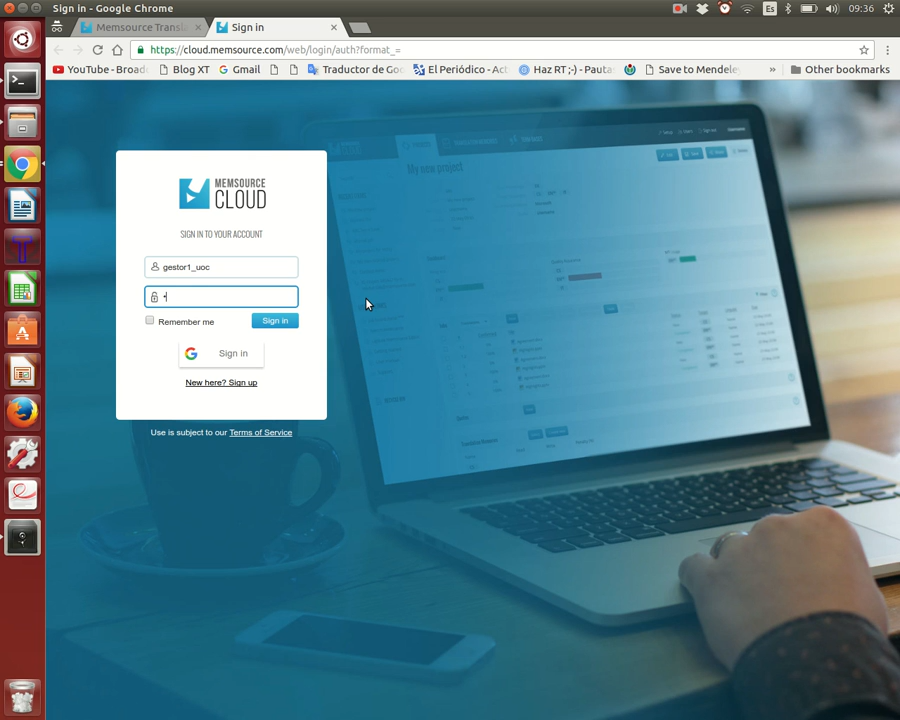 Sign in - Google Chrome
Es
09:36
Memsource Transla
Sign in
https://cloud.memsource.com/web/login/auth?format_=
YouTube - Broad
Blog XT
Gmail
Traductor de Go
El Periódico - Act
Haz RT ;-) - Pauta
Save to Mendeley
»
Other bookmarks
MEMSOURCE
CLOUD
SIGN IN TO YOUR ACCOUNT
gestor1_uoc
Remember me
Sign in
Sign in
New here? Sign up
Use is subject to our Terms of Service
My new project